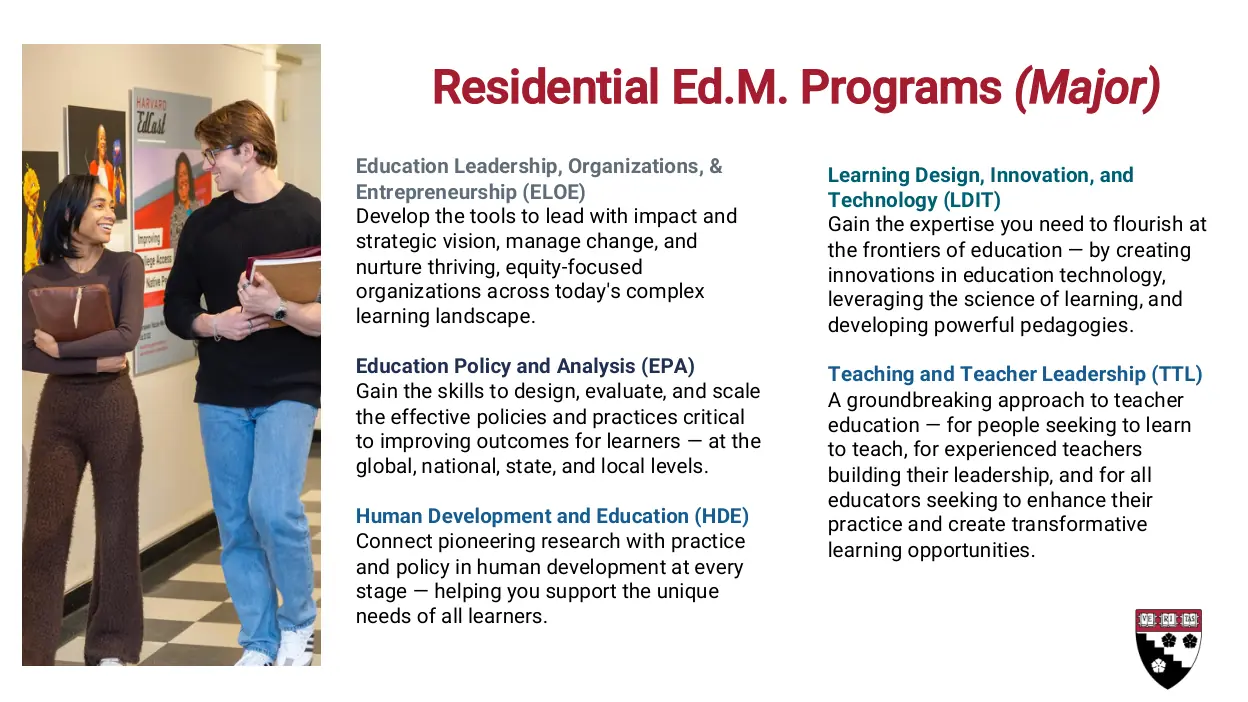 Residential Ed.M. Programs (Major)
HARVARD
EdCast
Improving
Native
Education Leadership, Organizations, &
Entrepreneurship (ELOE)
Develop the tools to lead with impact and
strategic vision, manage change, and
nurture thriving, equity-focused
organizations across today's complex
learning landscape.
Education Policy and Analysis (EPA)
Gain the skills to design, evaluate, and scale
the effective policies and practices critical
to improving outcomes for learners — at the
global, national, state, and local levels.
Human Development and Education (HDE)
Connect pioneering research with practice
and policy in human development at every
stage — helping you support the unique
needs of all learners.
Learning Design, Innovation, and
Technology (LDIT)
Gain the expertise you need to flourish at
the frontiers of education — by creating
innovations in education technology,
leveraging the science of learning, and
developing powerful pedagogies.
Teaching and Teacher Leadership (TTL)
A groundbreaking approach to teacher
education — for people seeking to learn
to teach, for experienced teachers
building their leadership, and for all
educators seeking to enhance their
practice and create transformative
learning opportunities.
VE RI TAS